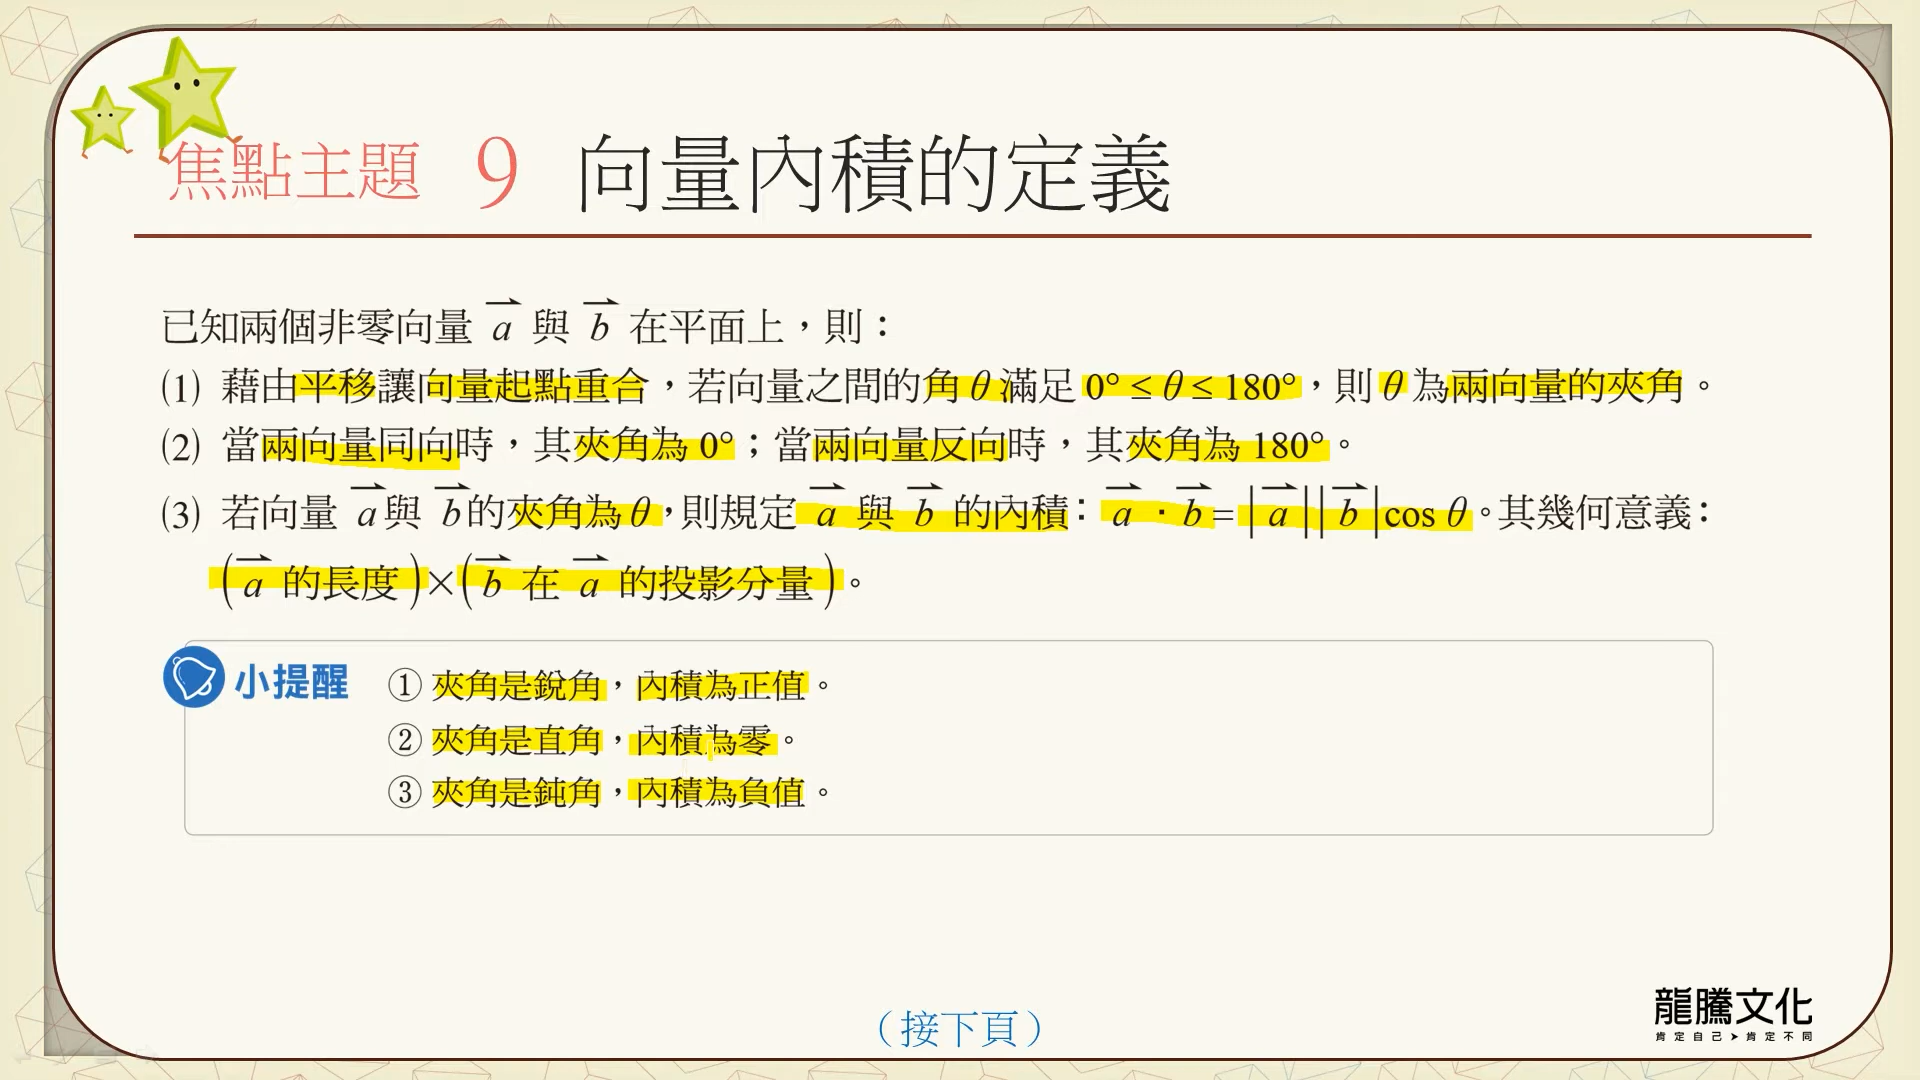 焦點主題 9 向量內積的定義
已知兩個非零向量 a⃗ 與 b⃗ 在平面上，則：
(1) 藉由平移讓向量起點重合，若向量之間的角 θ 滿足 0° ≤ θ ≤ 180°，則 θ 為兩向量的夾角。
(2) 當兩向量同向時，其夾角為 0°；當兩向量反向時，其夾角為 180°。
(3) 若向量 a⃗ 與 b⃗ 的夾角為 θ，則規定 a⃗ 與 b⃗ 的內積：a⃗ · b⃗ = |a⃗||b⃗|cos θ。其幾何意義：
(a⃗ 的長度)×(b⃗ 在 a⃗ 的投影分量)。
小提醒 ① 夾角是銳角，內積為正值。
② 夾角是直角，內積為零。
③ 夾角是鈍角，內積為負值。
（接下頁）
龍騰文化
肯定自己➤肯定不同